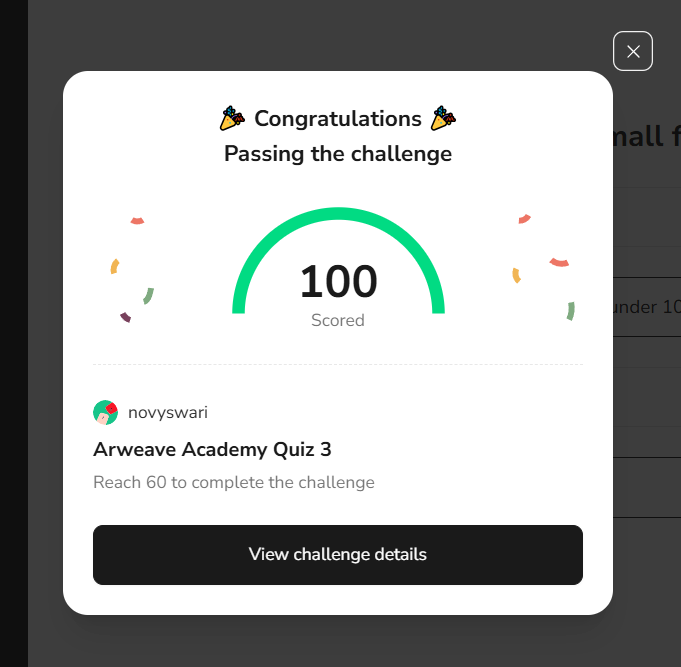 🎉 Congratulations 🎉
Passing the challenge
100
Scored
novyswari
Arweave Academy Quiz 3
Reach 60 to complete the challenge
View challenge details
under 10